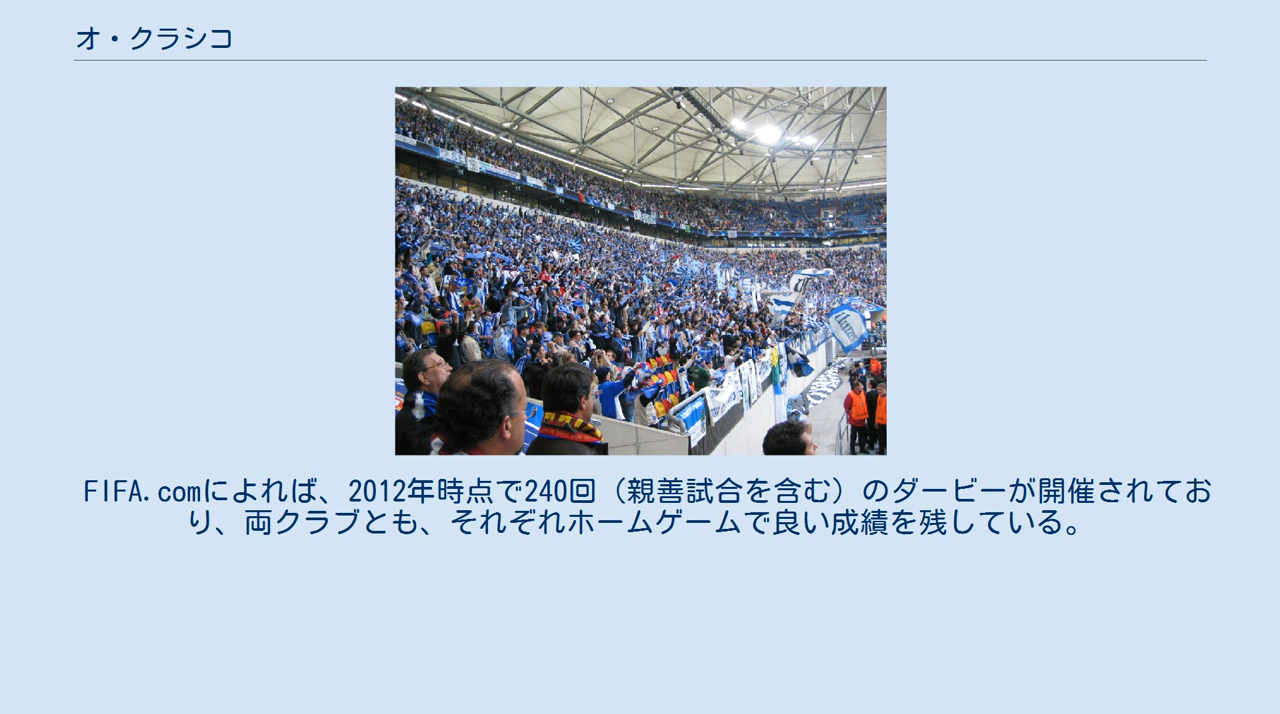 オ・クラシコ
FIFA.comによれば、2012年時点で240回（親善試合を含む）のダービーが開催されてお
り、両クラブとも、それぞれホームゲームで良い成績を残している。